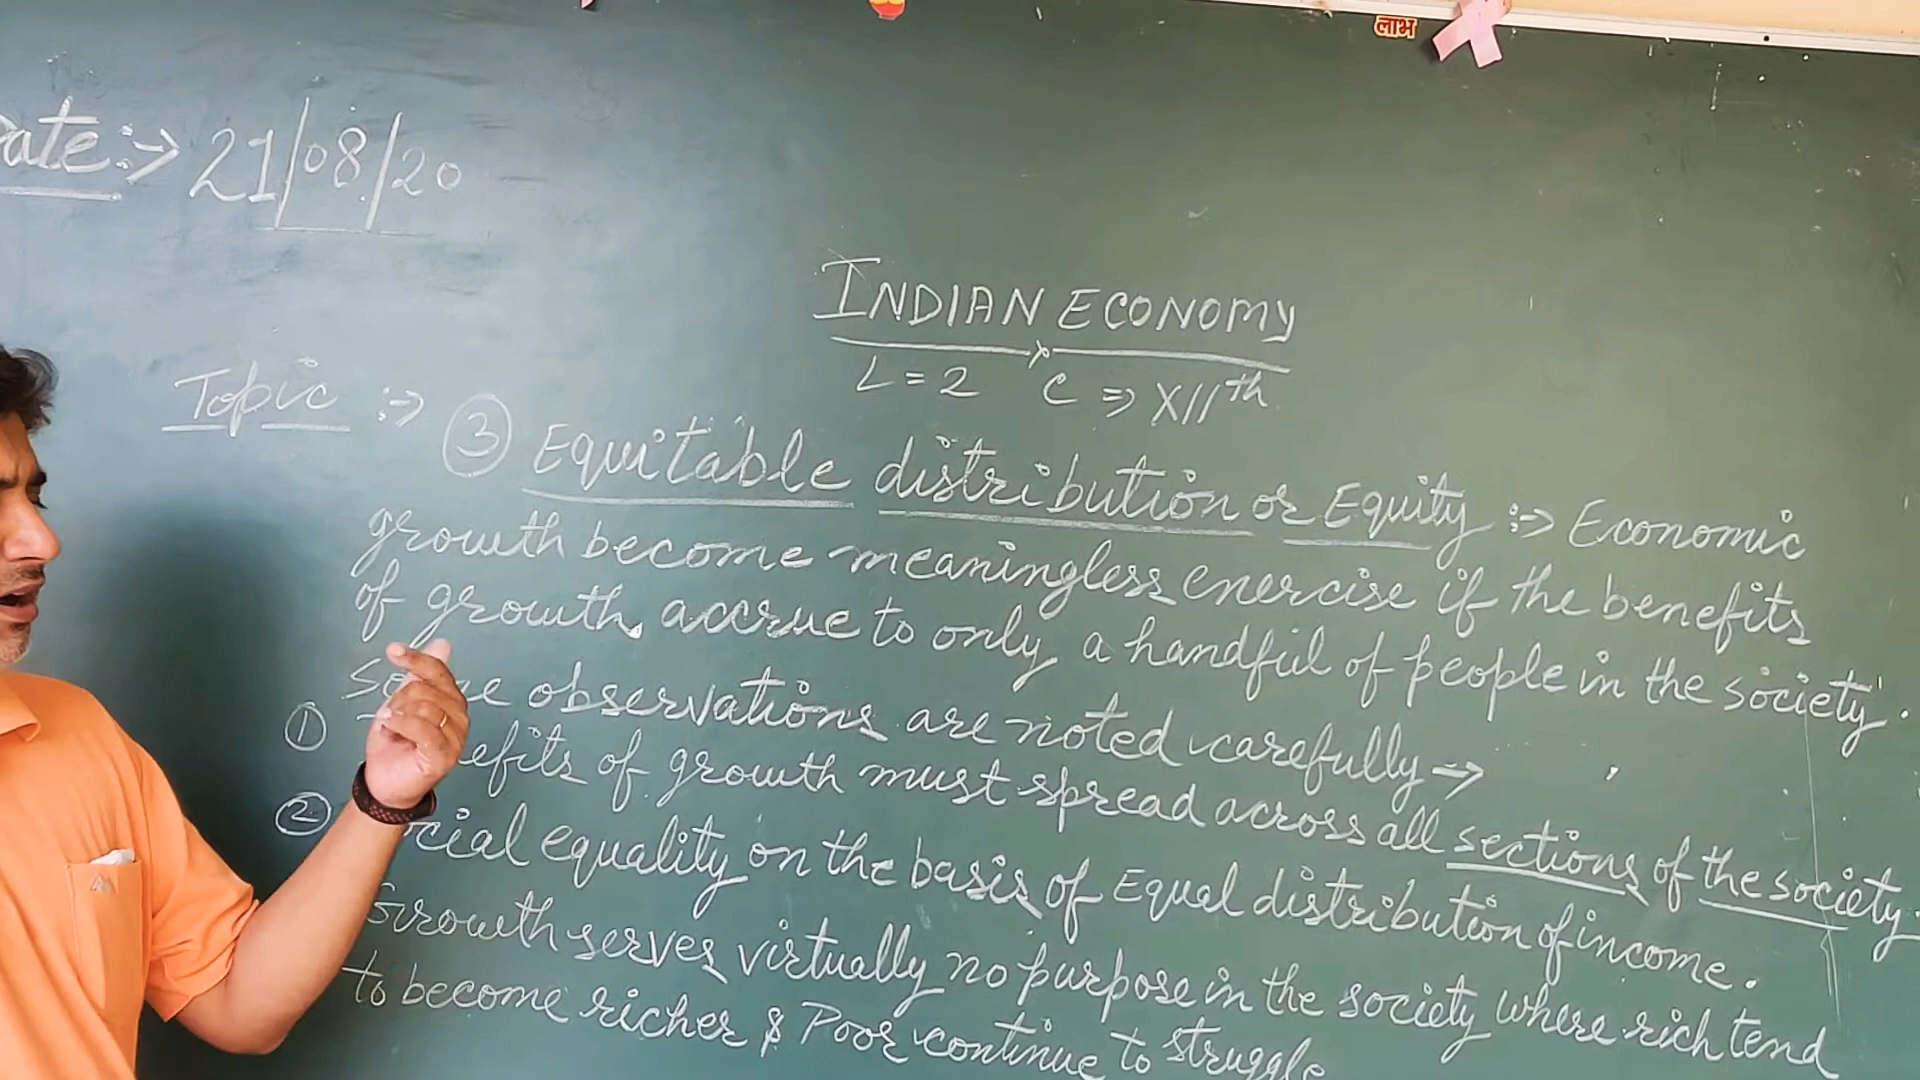 लाभ
ate :→ 21/08/20
INDIAN ECONOMY
L = 2 C ⇒ XIIth
Topic :→ ③ Equitable distribution or Equity :→ Economic
growth become meaningless enercise if the benefits
of growth accrue to only a handful of people in the society.
observations are noted carefully →
① efits of growth must spread across all sections of the society.
② cial equality on the basis of Equal distribution of income.
Growth serves virtually no purpose in the society where rich tend
to become richer & Poor continue to struggle